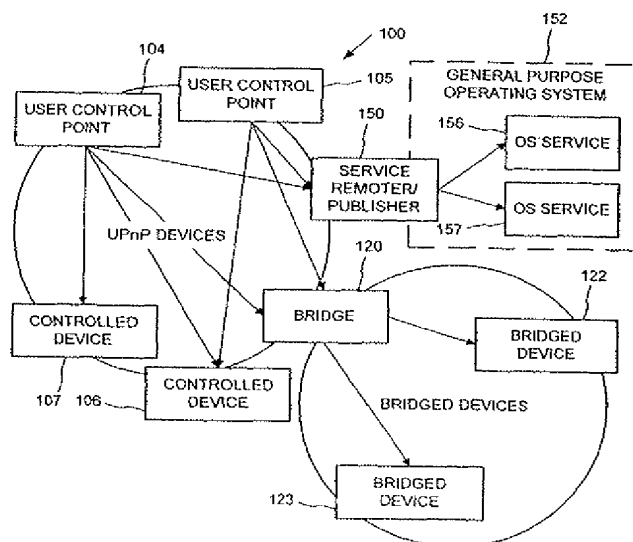 152
104
100
USER CONTROL
POINT
105
GENERAL PURPOSE
OPERATING SYSTEM
USER CONTROL
POINT
150
156
OS SERVICE
SERVICE
REMOTER/
PUBLISHER
OS SERVICE
157
UPnP DEVICES
120
122
BRIDGE
BRIDGED
DEVICE
CONTROLLED
DEVICE
107
CONTROLLED
DEVICE
106
BRIDGED DEVICES
BRIDGED
DEVICE
123